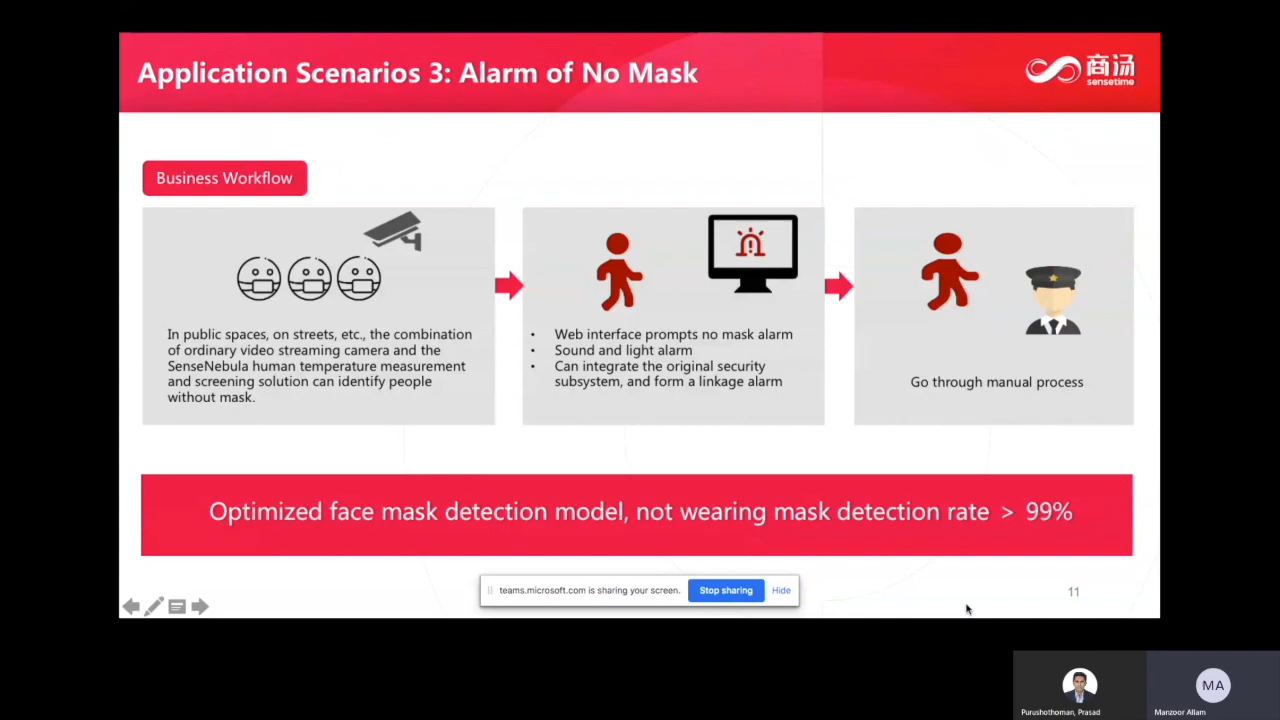 Application Scenarios 3: Alarm of No Mask
商汤
sensetime
Business Workflow
In public spaces, on streets, etc., the combination
of ordinary video streaming camera and the
SenseNebula human temperature measurement
and screening solution can identify people
without mask.
• Web interface prompts no mask alarm
• Sound and light alarm
• Can integrate the original security
subsystem, and form a linkage alarm
Go through manual process
Optimized face mask detection model, not wearing mask detection rate > 99%
teams.microsoft.com is sharing your screen. Stop sharing Hide
11
MA
Purushothoman, Prasad
Manzoor Allam